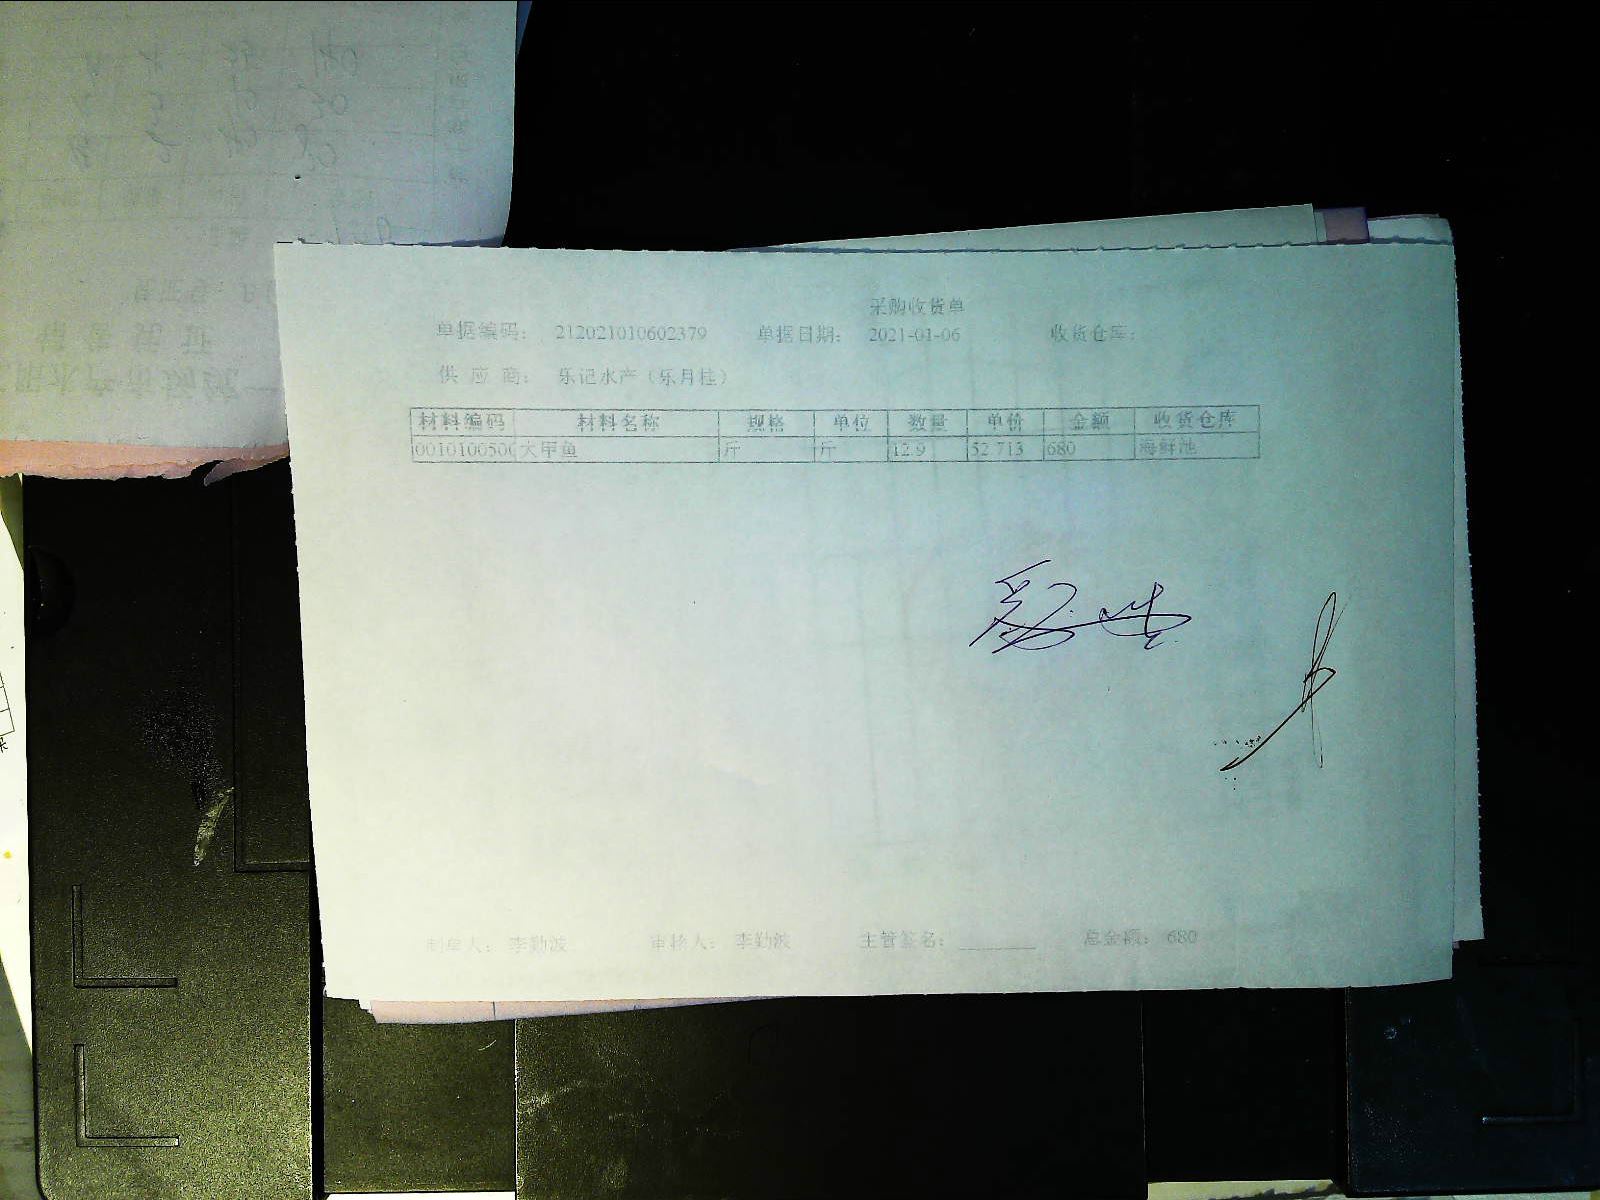 采购收货单
单据编码： 212021010602379 单据日期： 2021-01-06 收货仓库：
供 应 商： 乐记水产（乐月桂）
材料编码 材料名称 规格 单位 数量 单价 金额 收货仓库
0010100500 大甲鱼 斤 斤 12.9 52.713 680 海鲜池
制单人： 李勤波 审核人： 李勤波 主管签名： ________ 总金额： 680